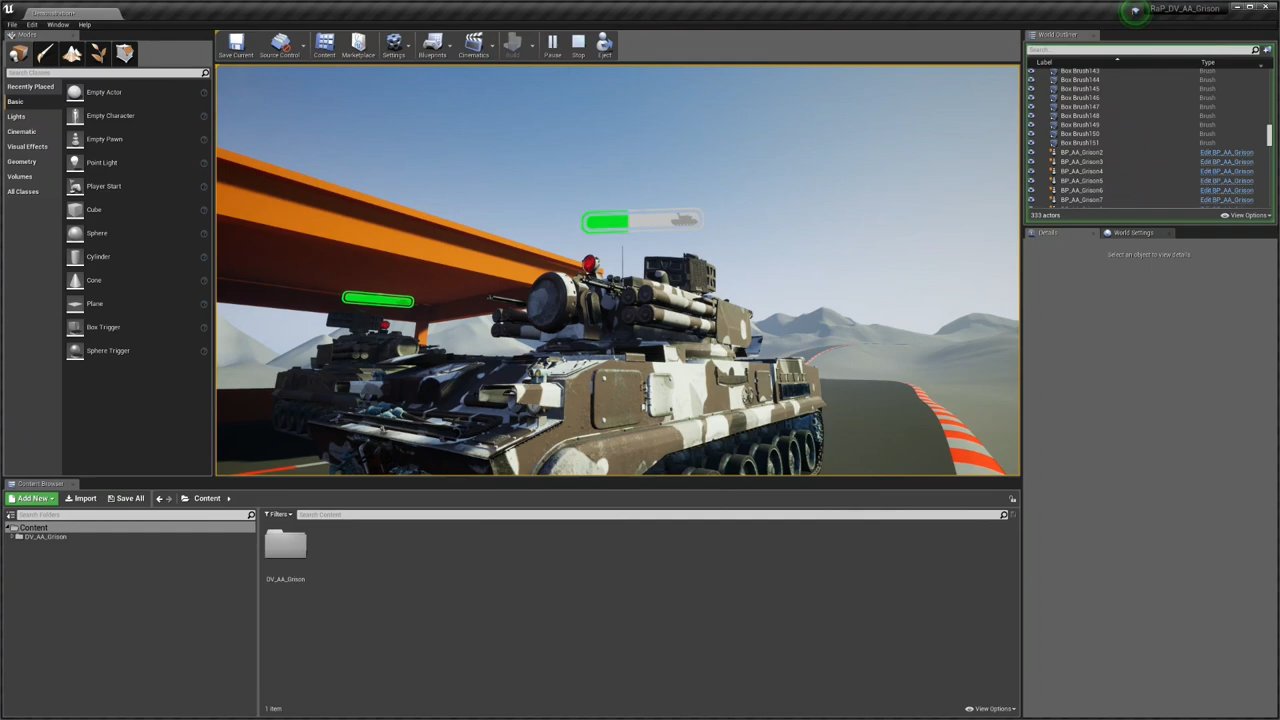 RaP_DV_AA_Grison
File Edit Window Help
Modes
Search Classes
Recently Placed
Basic
Lights
Cinematic
Visual Effects
Geometry
Volumes
All Classes
Empty Actor
Empty Character
Empty Pawn
Point Light
Player Start
Cube
Sphere
Cylinder
Cone
Plane
Box Trigger
Sphere Trigger
Save Current
Source Control
Content
Marketplace
Settings
Blueprints
Cinematics
Build
Pause
Stop
Eject
World Outliner
Search...
Label Type
Box Brush143 Brush
Box Brush144 Brush
Box Brush145 Brush
Box Brush146 Brush
Box Brush147 Brush
Box Brush148 Brush
Box Brush149 Brush
Box Brush150 Brush
Box Brush151 Brush
BP_AA_Grison2 Edit BP_AA_Grison
BP_AA_Grison3 Edit BP_AA_Grison
BP_AA_Grison4 Edit BP_AA_Grison
BP_AA_Grison5 Edit BP_AA_Grison
BP_AA_Grison6 Edit BP_AA_Grison
BP_AA_Grison7 Edit BP_AA_Grison
333 actors
View Options
Details
World Settings
Select an object to view details.
Content Browser
Add New
Import
Save All
Content
Search Folders
Filters
Search Content
Content
DV_AA_Grison
DV_AA_Grison
1 item
View Options